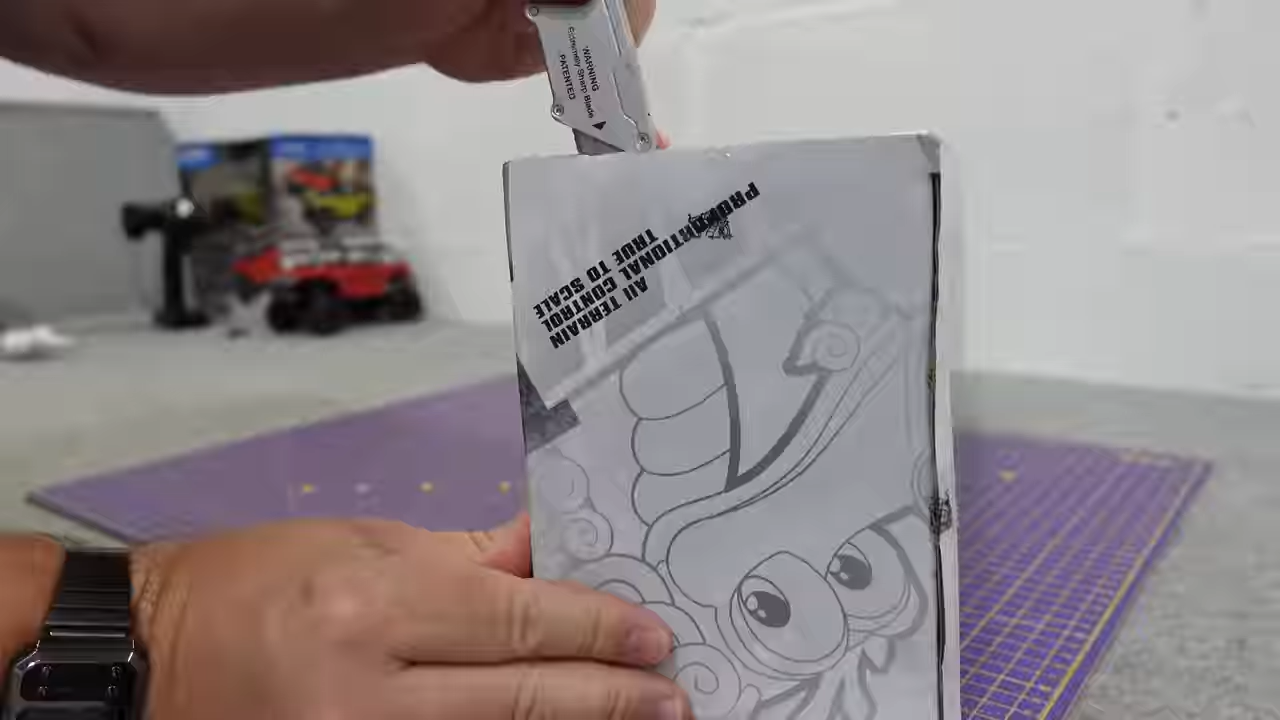 WARNING
Extremely Sharp Blade
PATENTED
All TERRAIN
PROPORTIONAL CONTROL
TRUE TO SCALE